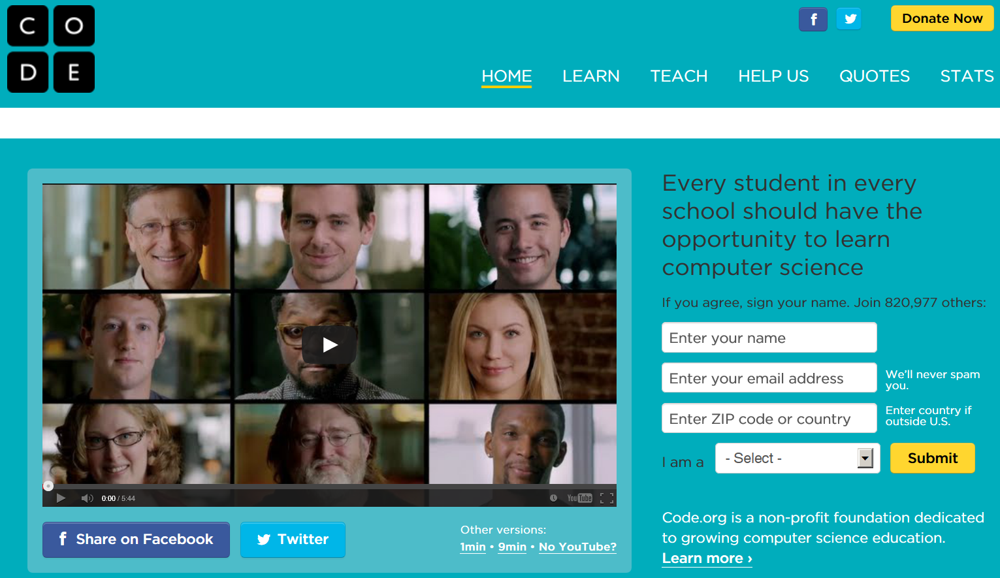 C O
D E
Donate Now
HOME LEARN TEACH HELP US QUOTES STATS
Every student in every
school should have the
opportunity to learn
computer science
If you agree, sign your name. Join 820,977 others:
Enter your name
Enter your email address
We'll never spam
you.
Enter ZIP code or country
Enter country if
outside U.S.
I am a - Select - Submit
0:00 / 5:44 YouTube
Share on Facebook Twitter
Other versions:
1min • 9min • No YouTube?
Code.org is a non-profit foundation dedicated
to growing computer science education.
Learn more ›